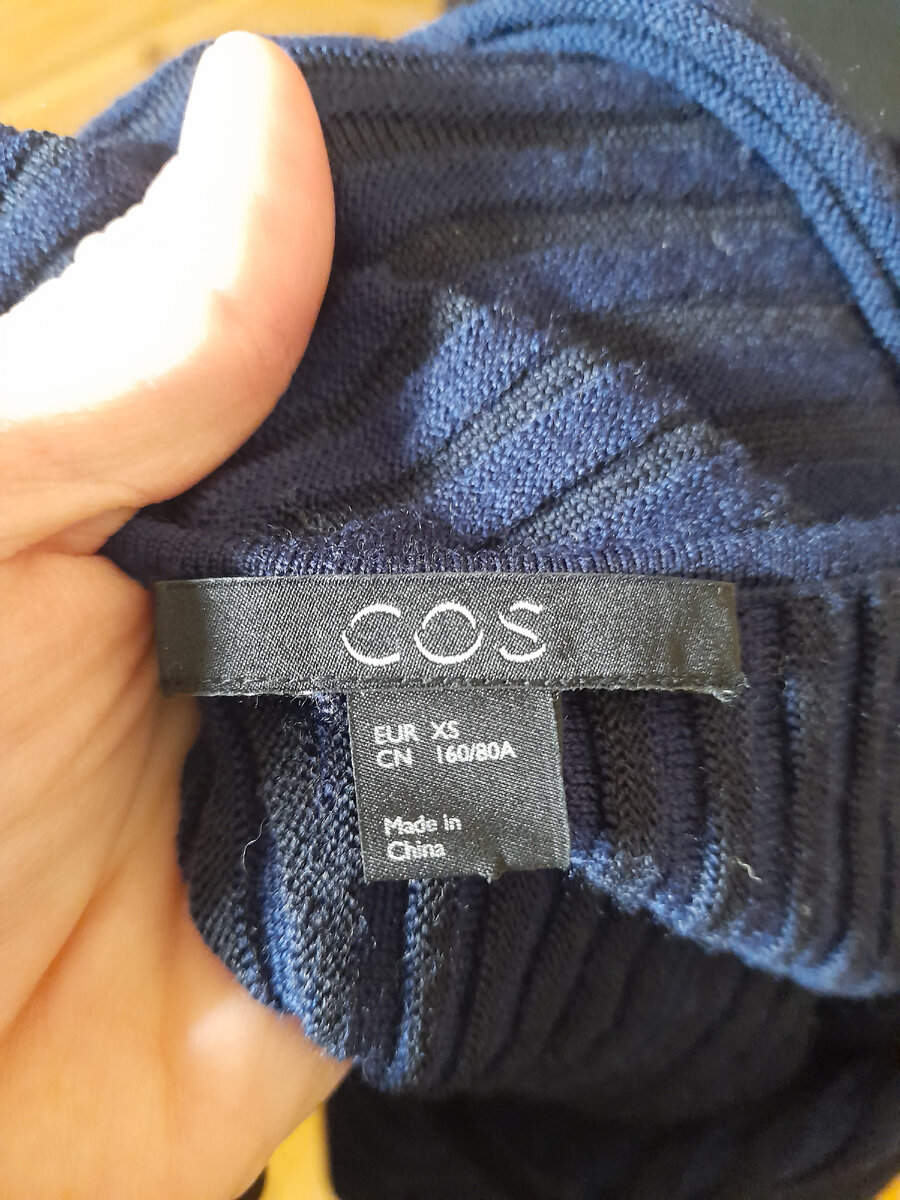 COS
EUR XS
CN 160/80A
Made in
China